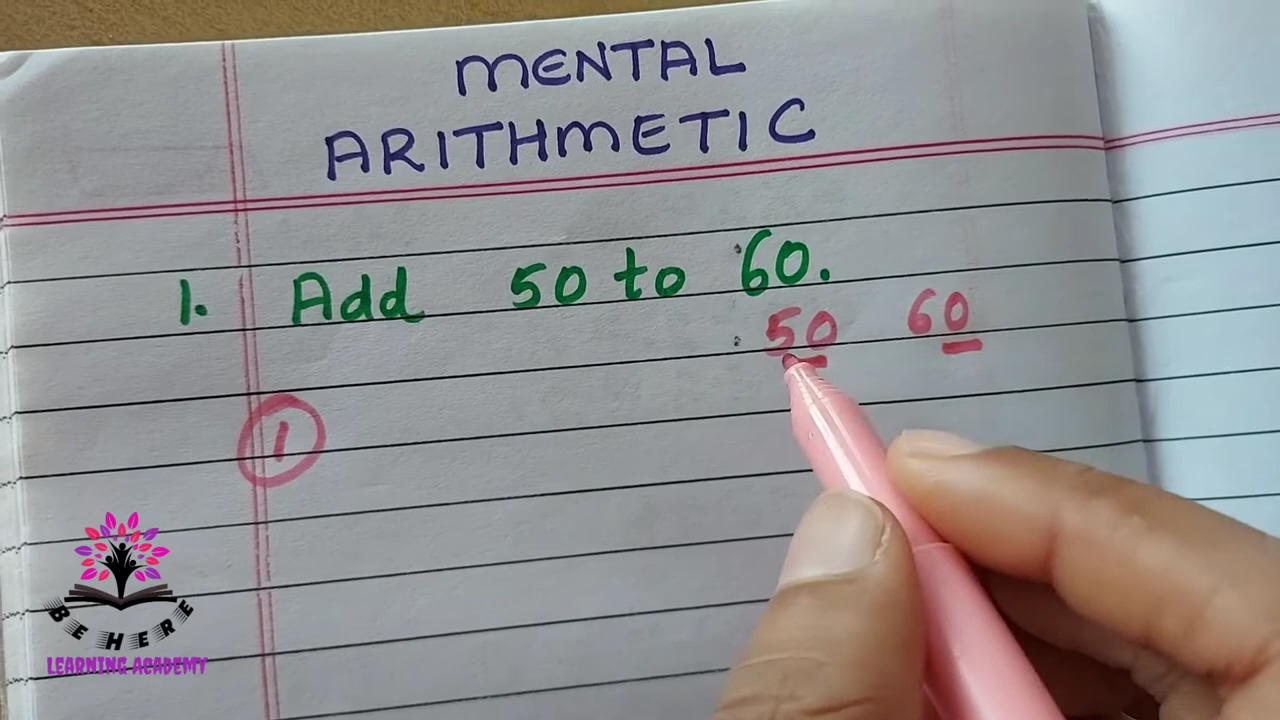 MENTAL
ARITHMETIC
1. Add 50 to 60.
50 60
1
BE HERE
LEARNING ACADEMY